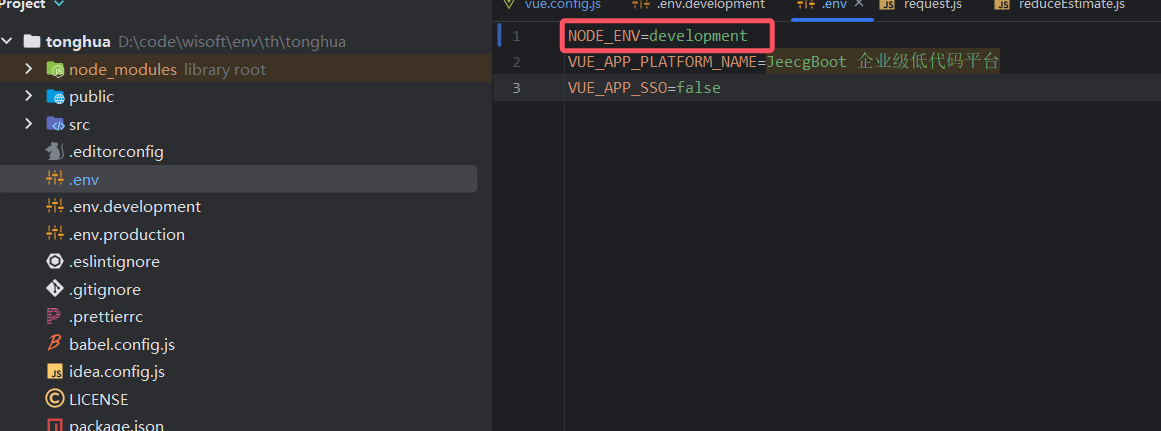 Project
vue.config.js
.env.development
.env
request.js
reduceEstimate.js
tonghua D:\code\wisoft\env\th\tonghua
node_modules library root
public
src
.editorconfig
.env
.env.development
.env.production
.eslintignore
.gitignore
.prettierrc
babel.config.js
idea.config.js
LICENSE
package.json
1 NODE_ENV=development
2 VUE_APP_PLATFORM_NAME=JeecgBoot 企业级低代码平台
3 VUE_APP_SSO=false